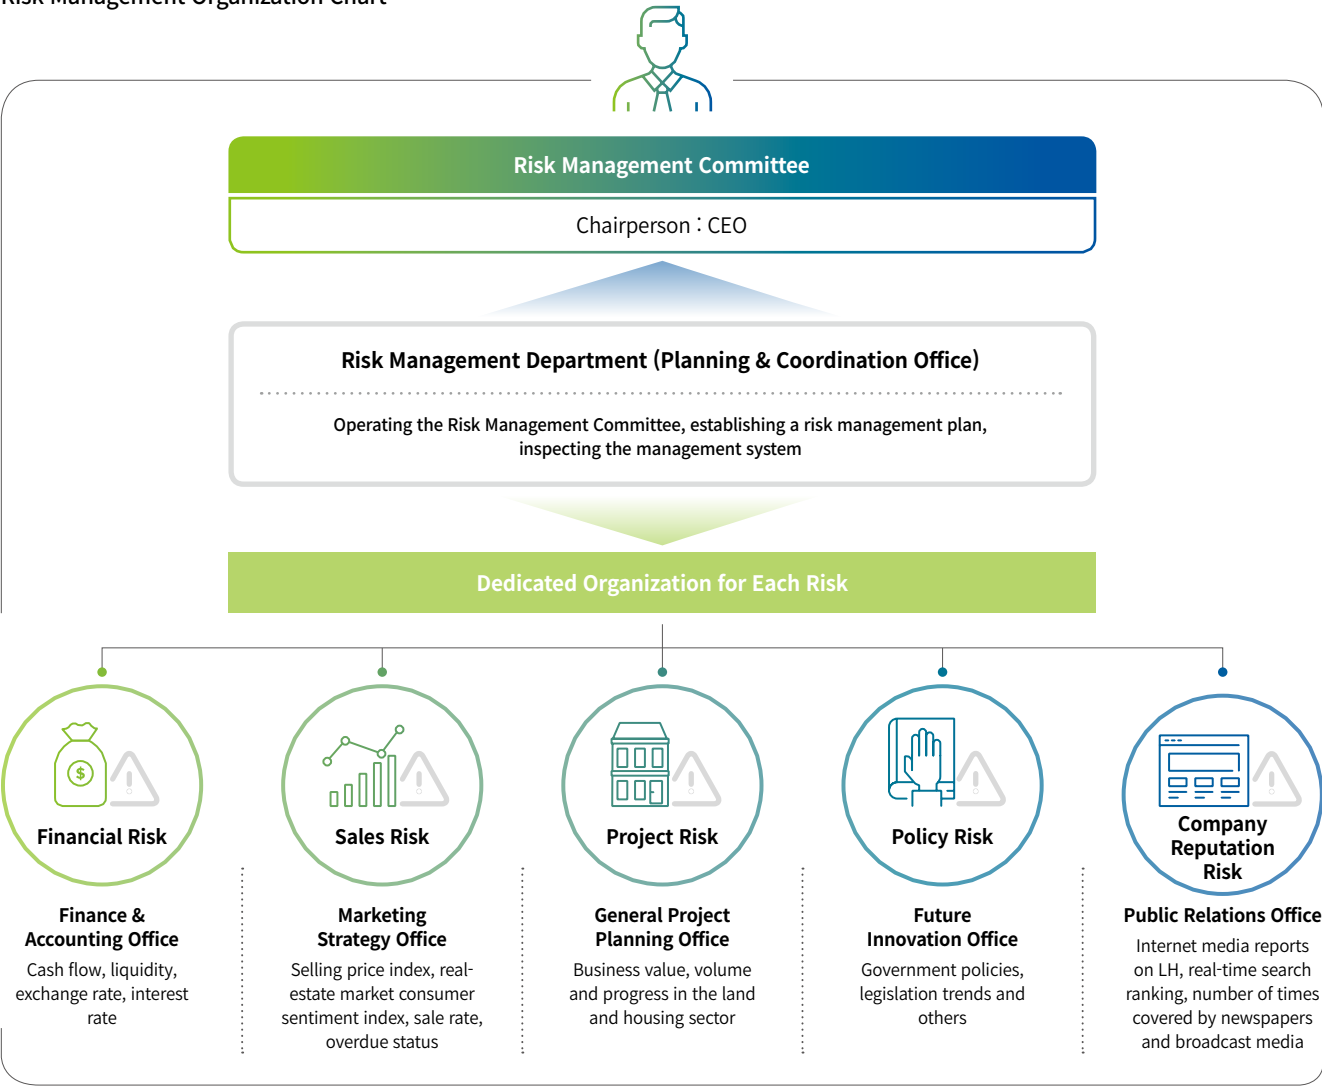 Risk Management Organization Chart
Risk Management Committee
Chairperson : CEO
Risk Management Department (Planning & Coordination Office)
Operating the Risk Management Committee, establishing a risk management plan,
inspecting the management system
Dedicated Organization for Each Risk
$
Financial Risk
Finance &
Accounting Office
Cash flow, liquidity,
exchange rate, interest
rate
Sales Risk
Marketing
Strategy Office
Selling price index, real-
estate market consumer
sentiment index, sale rate,
overdue status
Project Risk
General Project
Planning Office
Business value, volume
and progress in the land
and housing sector
Policy Risk
Future
Innovation Office
Government policies,
legislation trends and
others
Company
Reputation
Risk
Public Relations Office
Internet media reports
on LH, real-time search
ranking, number of times
covered by newspapers
and broadcast media